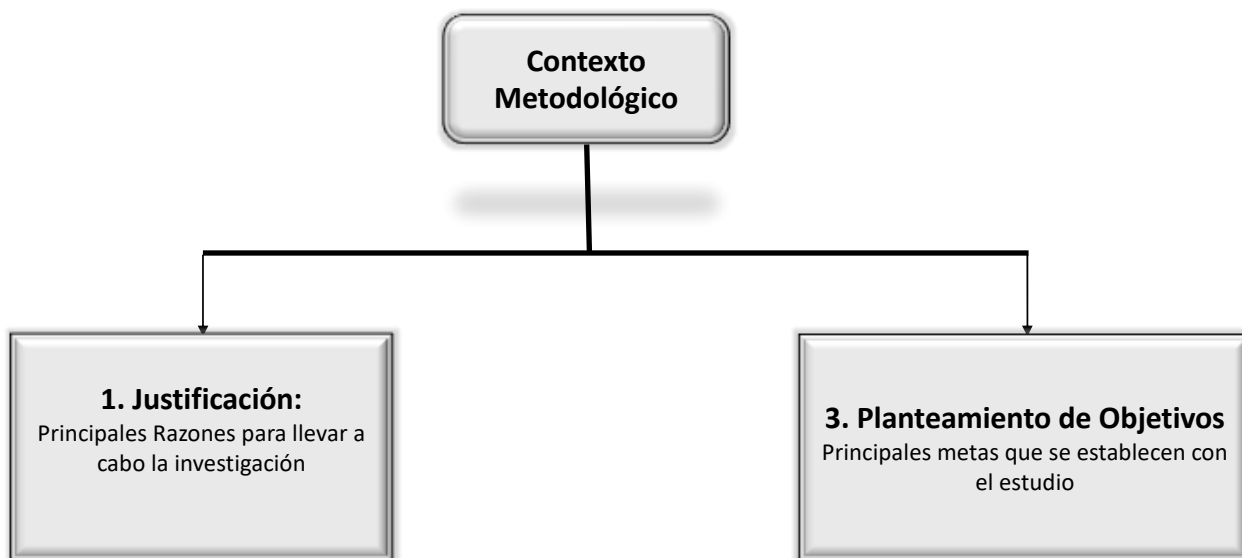 Contexto
Metodológico
1. Justificación:
Principales Razones para llevar a
cabo la investigación
3. Planteamiento de Objetivos
Principales metas que se establecen con
el estudio